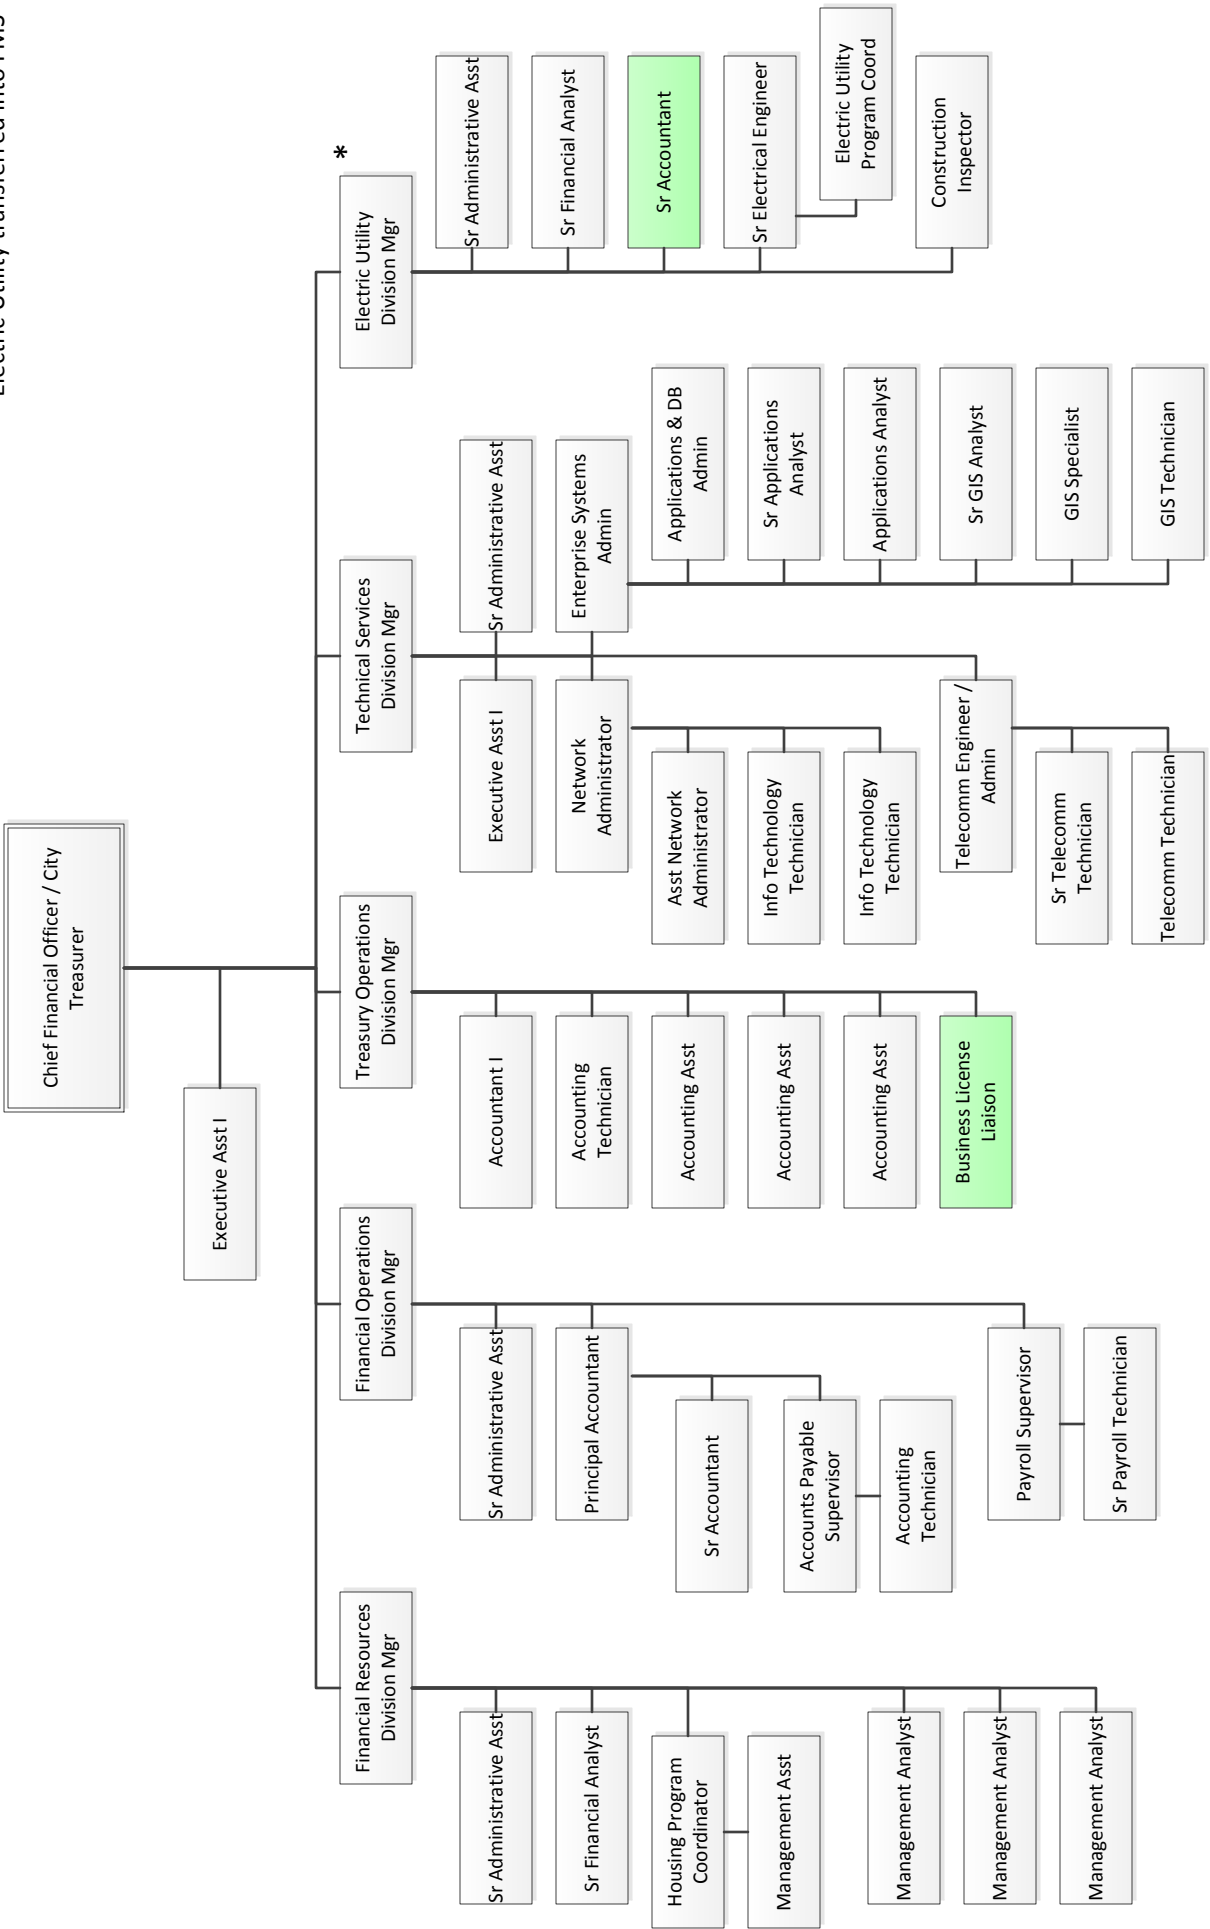 Electric Utility transferred into FMS
Chief Financial Officer / City
Treasurer
Executive Asst I
Financial Resources
Division Mgr
Sr Administrative Asst
Sr Financial Analyst
Housing Program
Coordinator
Management Asst
Management Analyst
Management Analyst
Management Analyst
Financial Operations
Division Mgr
Sr Administrative Asst
Principal Accountant
Sr Accountant
Accounts Payable
Supervisor
Accounting
Technician
Payroll Supervisor
Sr Payroll Technician
Treasury Operations
Division Mgr
Accountant I
Accounting
Technician
Accounting Asst
Accounting Asst
Accounting Asst
Business License
Liaison
Technical Services
Division Mgr
Executive Asst I
Sr Administrative Asst
Network
Administrator
Asst Network
Administrator
Info Technology
Technician
Info Technology
Technician
Enterprise Systems
Admin
Applications & DB
Admin
Sr Applications
Analyst
Applications Analyst
Sr GIS Analyst
GIS Specialist
GIS Technician
Telecomm Engineer /
Admin
Sr Telecomm
Technician
Telecomm Technician
Electric Utility
Division Mgr
*
Sr Administrative Asst
Sr Financial Analyst
Sr Accountant
Sr Electrical Engineer
Electric Utility
Program Coord
Construction
Inspector